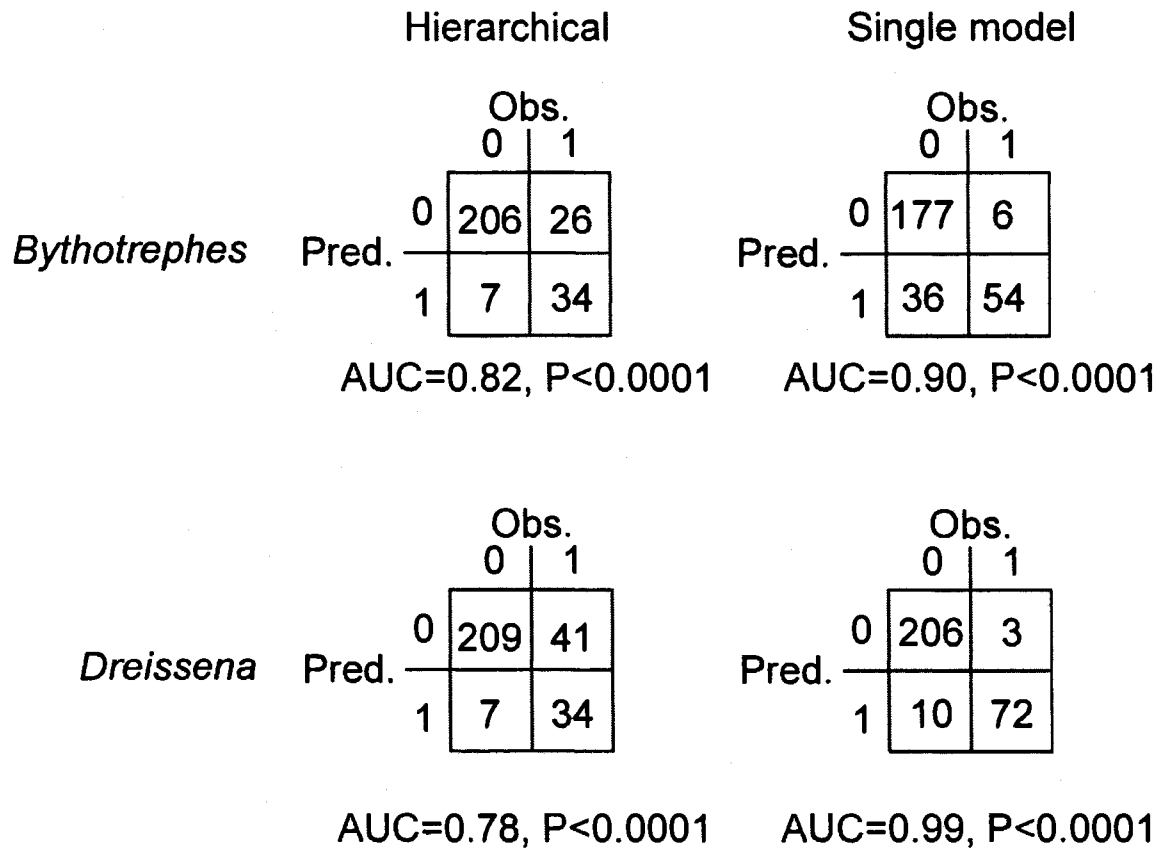 Hierarchical Single model
Obs. Obs.
0 1 0 1
0 206 26 0 177 6
Bythotrephes Pred. Pred.
1 7 34 1 36 54
AUC=0.82, P<0.0001 AUC=0.90, P<0.0001
Obs. Obs.
0 1 0 1
0 209 41 0 206 3
Dreissena Pred. Pred.
1 7 34 1 10 72
AUC=0.78, P<0.0001 AUC=0.99, P<0.0001